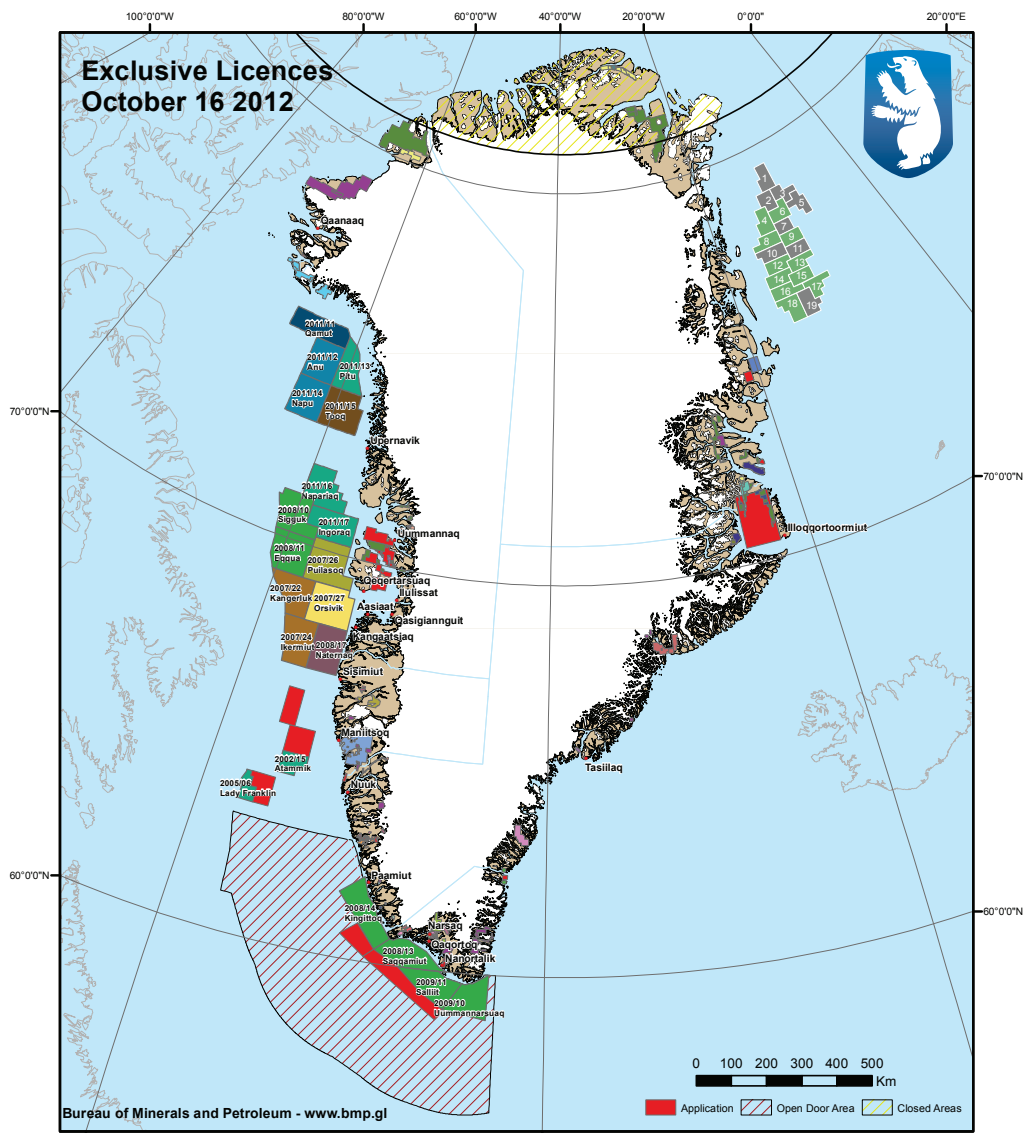 100°0'0"W
80°0'0"W
60°0'0"W
40°0'0"W
20°0'0"W
0°0'0"E
20°0'0"E
Exclusive Licences
October 16 2012
1
2
3
5
4
6
7
8
9
10
11
12
13
14
15
16
17
18
19
Qaanaaq
2011/11
Qamut
2011/12
Anu
2011/13
Pitu
2011/14
Napu
2011/15
Tooq
70°0'0"N
Upernavik
70°0'0"N
2011/16
Napariaq
2008/10
Sigguk
2011/17
Ingoraq
Uummannaq
Illoqqortoormiut
2008/11
Eqqua
2007/26
Puilasoq
Qeqertarsuaq
Ilulissat
2007/22
Kangerluk
2007/27
Orsivik
Aasiaat
Qasigiannguit
Kangaatsiaq
2007/24
Ikermiut
2008/17
Naternaq
Sisimiut
Maniitsoq
2002/15
Atammik
Tasiilaq
2005/06
Lady Franklin
Nuuk
60°0'0"N
Paamiut
60°0'0"N
2008/14
Kingittoq
Narsaq
Qaqortoq
2008/13
Saqqamiut
Nanortalik
2009/11
Salliit
2009/10
Uummannarsuaq
0 100 200 300 400 500
Km
Application
Open Door Area
Closed Areas
Bureau of Minerals and Petroleum - www.bmp.gl